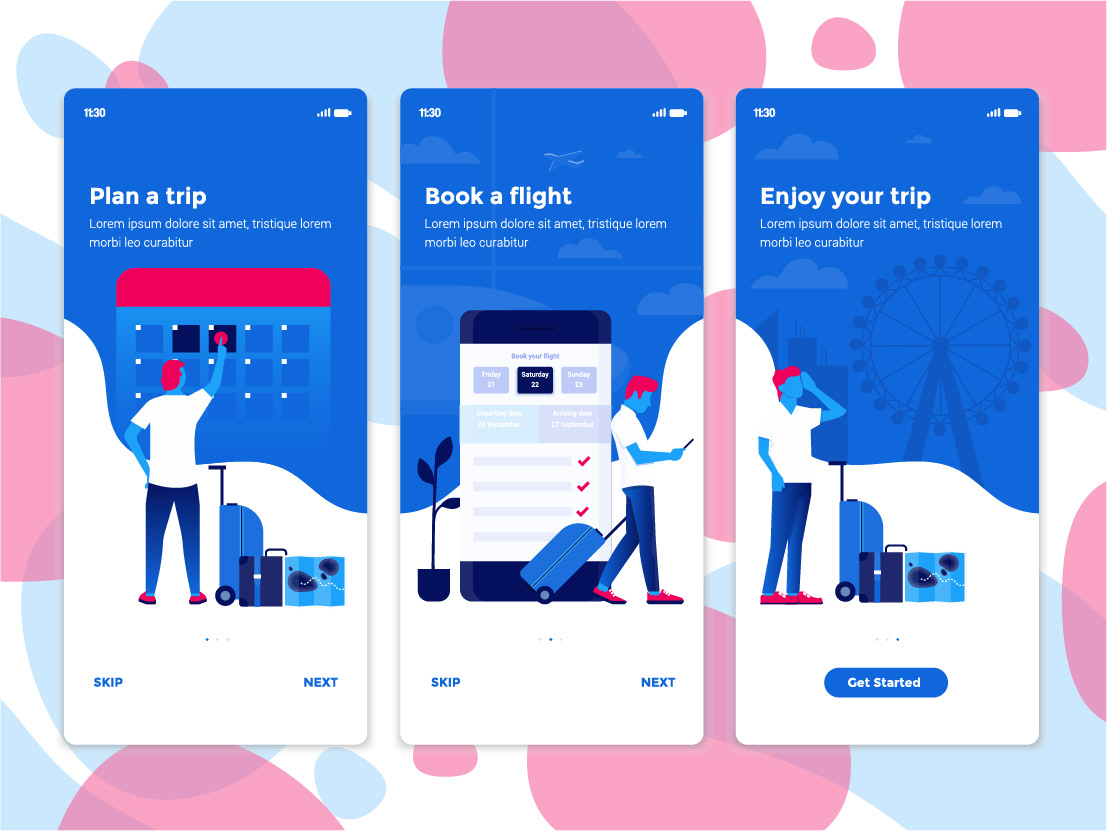 11:30
Plan a trip
Lorem ipsum dolore sit amet, tristique lorem
morbi leo curabitur
SKIP
NEXT
11:30
Book a flight
Lorem ipsum dolore sit amet, tristique lorem
morbi leo curabitur
Book your flight
Friday
21
Saturday
22
Sunday
23
Departing date
25 September
Arriving date
27 September
SKIP
NEXT
11:30
Enjoy your trip
Lorem ipsum dolore sit amet, tristique lorem
morbi leo curabitur
Get Started